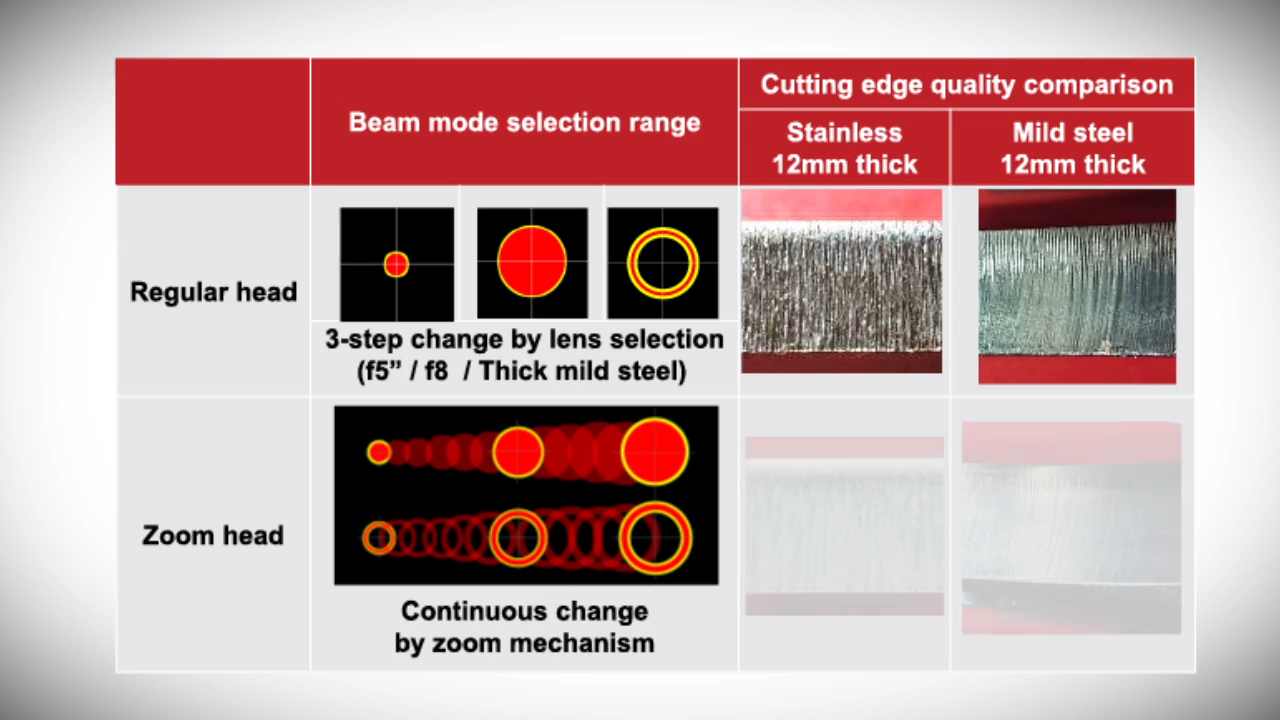 Beam mode selection range
Cutting edge quality comparison
Stainless
12mm thick
Mild steel
12mm thick
Regular head
3-step change by lens selection
(f5” / f8 / Thick mild steel)
Zoom head
Continuous change
by zoom mechanism